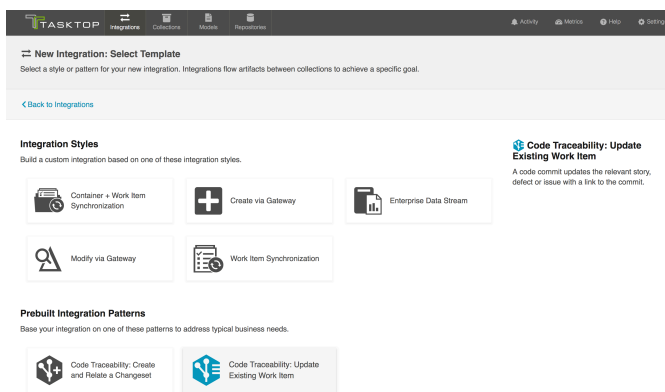 TASKTOP
Integrations
Collections
Models
Repositories
Activity
Metrics
Help
Setting
New Integration: Select Template
Select a style or pattern for your new integration. Integrations flow artifacts between collections to achieve a specific goal.
Back to Integrations
Integration Styles
Build a custom integration based on one of these integration styles.
Container + Work Item
Synchronization
Create via Gateway
Enterprise Data Stream
Modify via Gateway
Work Item Synchronization
Code Traceability: Update
Existing Work Item
A code commit updates the relevant story,
defect or issue with a link to the commit.
Prebuilt Integration Patterns
Base your integration on one of these patterns to address typical business needs.
Code Traceability: Create
and Relate a Changeset
Code Traceability: Update
Existing Work Item